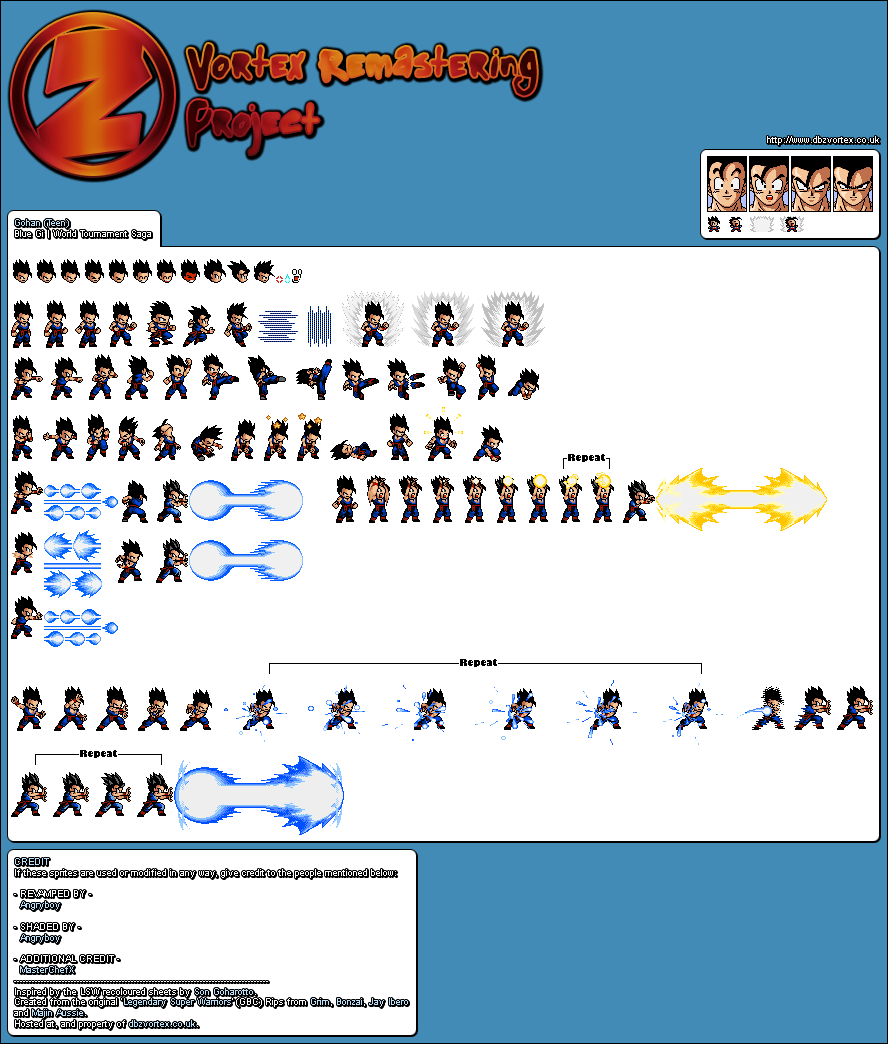 Vortex Remastering
Project
http://www.dbzvortex.co.uk
Gohan (Teen)
Blue Gi | World Tournament Saga
Repeat
Repeat
Repeat
CREDIT
If these sprites are used or modified in any way, give credit to the people mentioned below:
- REVAMPED BY -
Angryboy
- SHADED BY -
Angryboy
- ADDITIONAL CREDIT -
MasterChefX
Inspired by the LSW recoloured sheets by Son Goharotto.
Created from the original 'Legendary Super Warriors' (GBC) Rips from Grim, Bonzai, Jay Ibero
and Majin Aussie.
Hosted at, and property of dbzvortex.co.uk.